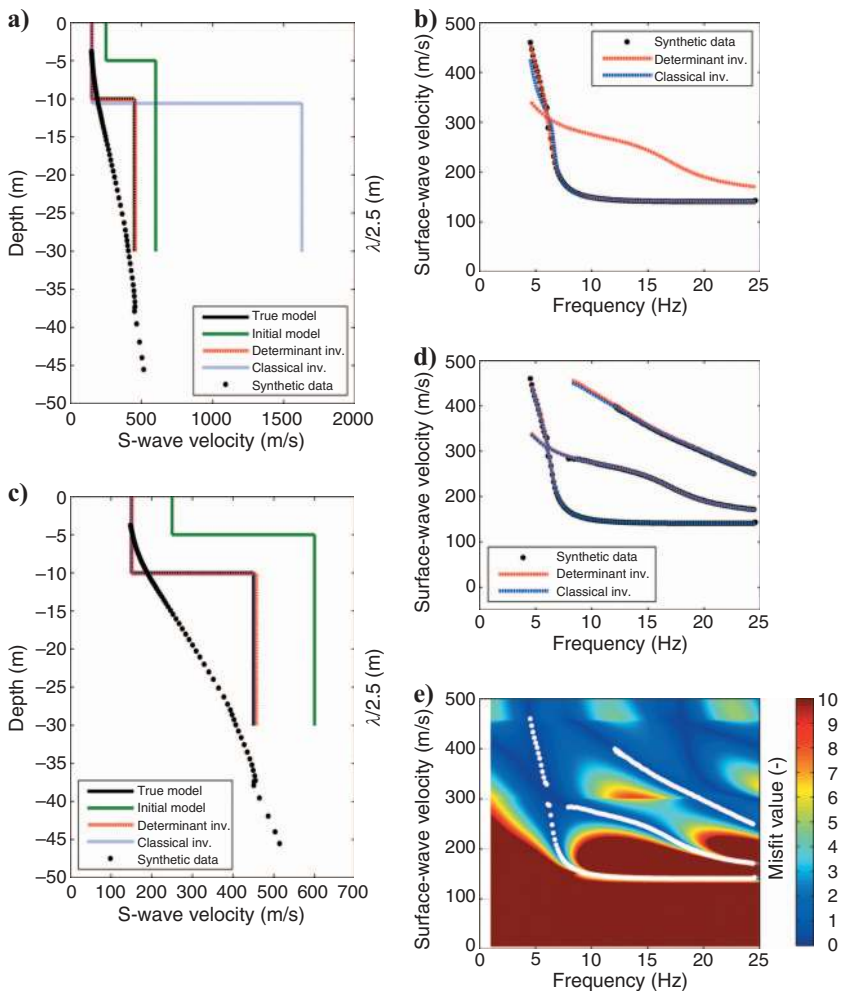 a)
0
−5
−10
−15
−20
−25
−30
−35
−40
−45
−50
Depth (m)
λ/2.5 (m)
True model
Initial model
Determinant inv.
Classical inv.
Synthetic data
0 500 1000 1500 2000
S-wave velocity (m/s)
b)
500
400
300
200
100
0
Surface-wave velocity (m/s)
Synthetic data
Determinant inv.
Classical inv.
0 5 10 15 20 25
Frequency (Hz)
c)
0
−5
−10
−15
−20
−25
−30
−35
−40
−45
−50
Depth (m)
λ/2.5 (m)
True model
Initial model
Determinant inv.
Classical inv.
Synthetic data
0 100 200 300 400 500 600 700
S-wave velocity (m/s)
d)
500
400
300
200
100
0
Surface-wave velocity (m/s)
Synthetic data
Determinant inv.
Classical inv.
0 5 10 15 20 25
Frequency (Hz)
e)
500
400
300
200
100
0
Surface-wave velocity (m/s)
0 5 10 15 20 25
Frequency (Hz)
10
9
8
7
6
5
4
3
2
1
0
Misfit value (-)